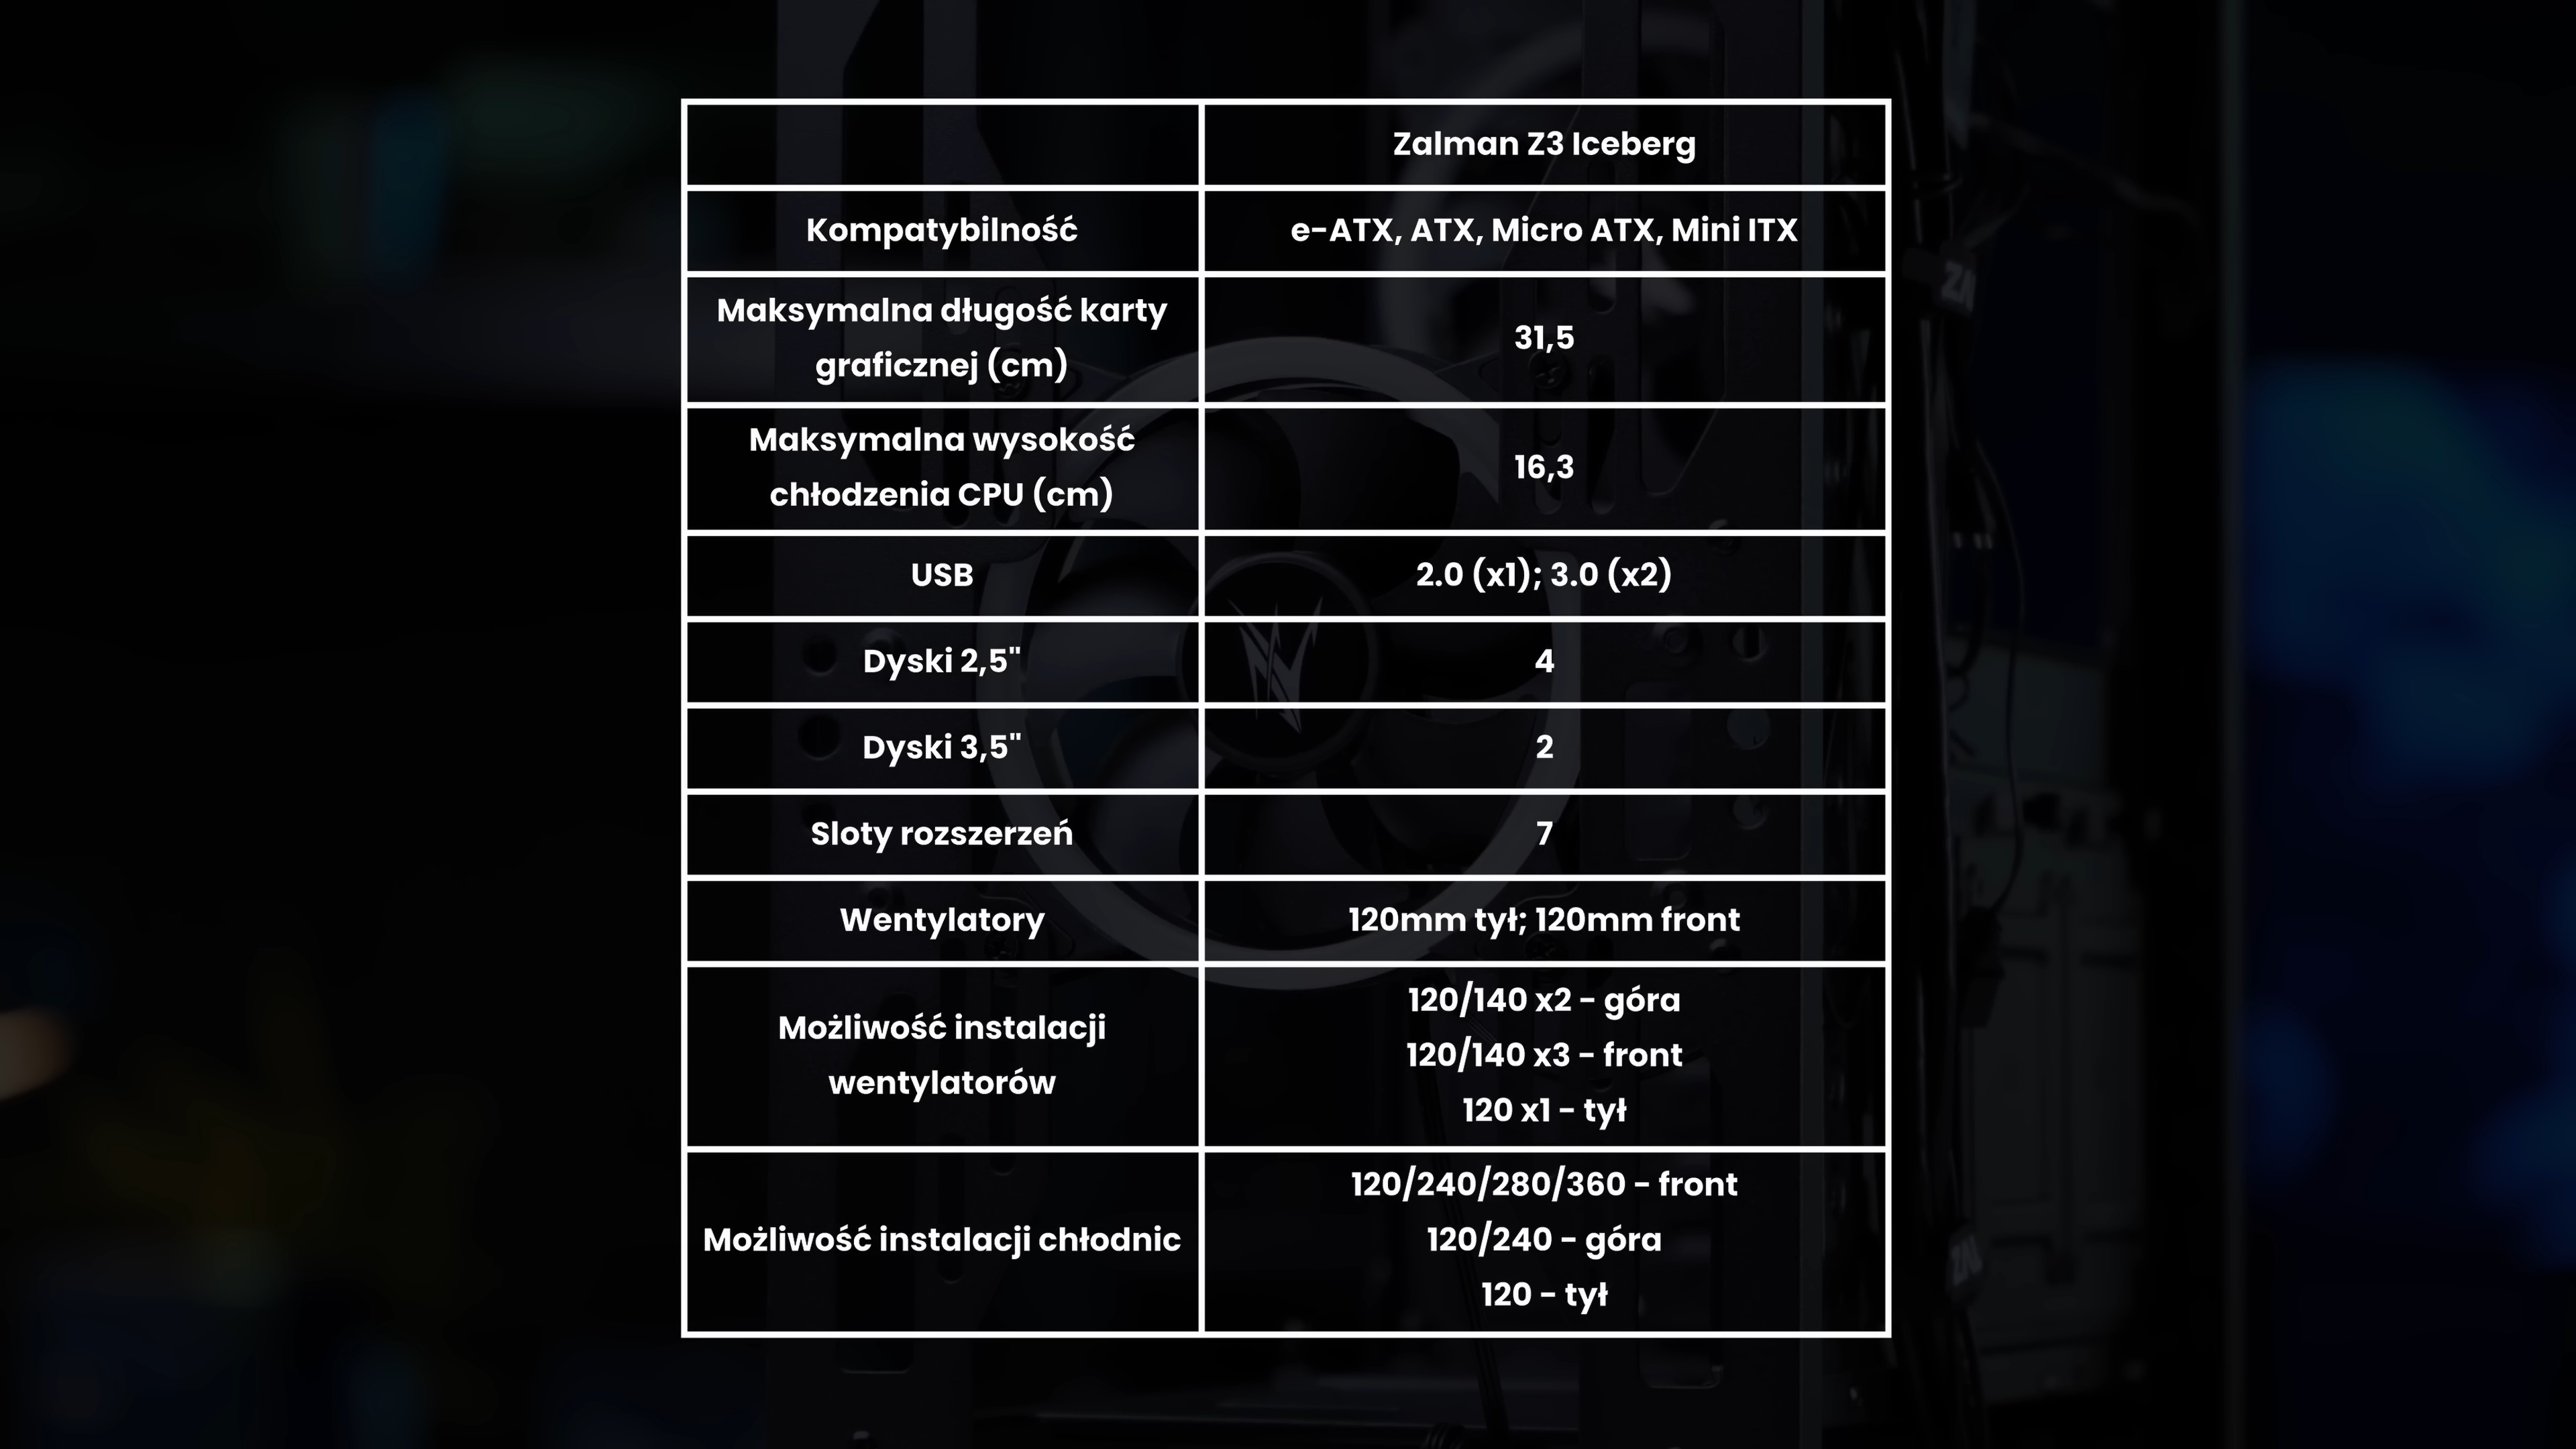 Zalman Z3 Iceberg
Kompatybilność
e-ATX, ATX, Micro ATX, Mini ITX
Maksymalna długość karty
graficznej (cm)
31,5
Maksymalna wysokość
chłodzenia CPU (cm)
16,3
USB
2.0 (x1); 3.0 (x2)
Dyski 2,5"
4
Dyski 3,5"
2
Sloty rozszerzeń
7
Wentylatory
120mm tył; 120mm front
Możliwość instalacji
wentylatorów
120/140 x2 - góra
120/140 x3 - front
120 x1 - tył
Możliwość instalacji chłodnic
120/240/280/360 - front
120/240 - góra
120 - tył